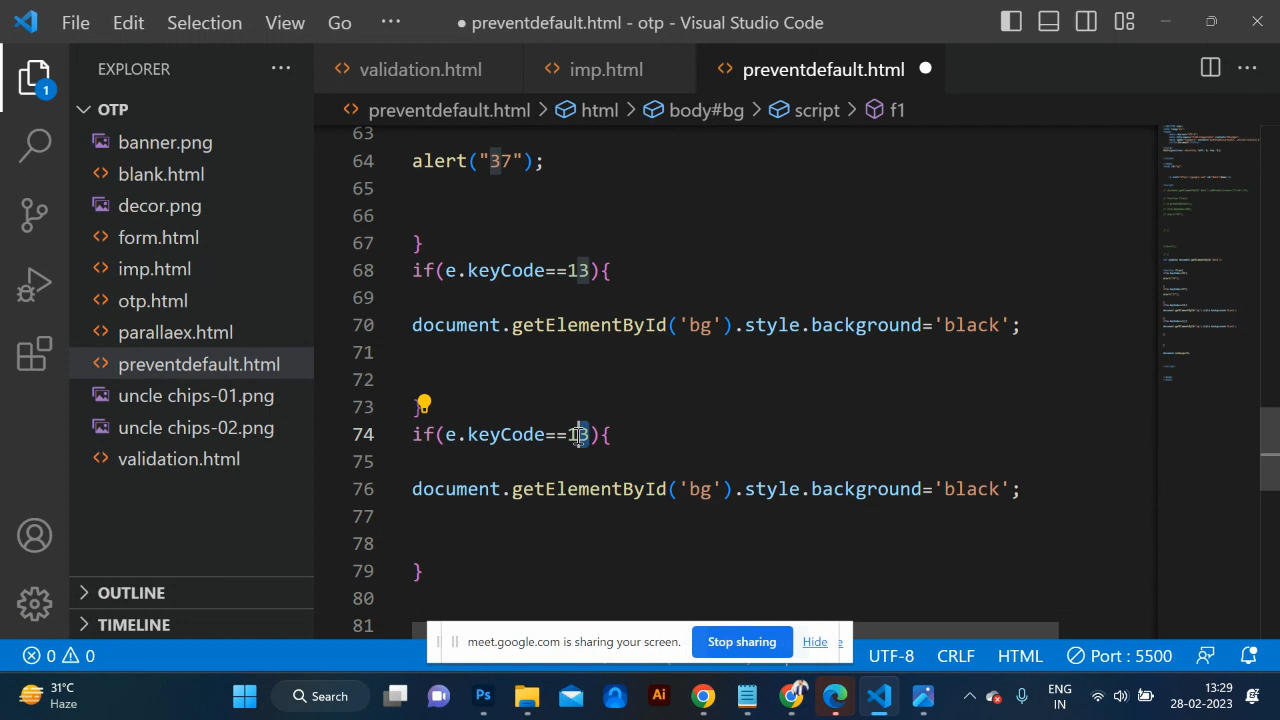 File Edit Selection View Go ··· ● preventdefault.html - otp - Visual Studio Code
EXPLORER ···
validation.html imp.html preventdefault.html ●
OTP
preventdefault.html > html > body#bg > script > f1
banner.png
blank.html
decor.png
form.html
imp.html
otp.html
parallaex.html
preventdefault.html
uncle chips-01.png
uncle chips-02.png
validation.html
OUTLINE
TIMELINE
1
63
64 alert("37");
65
66
67 }
68 if(e.keyCode==13){
69
70 document.getElementById('bg').style.background='black';
71
72
73 }
74 if(e.keyCode==13){
75
76 document.getElementById('bg').style.background='black';
77
78
79 }
80
81
meet.google.com is sharing your screen. Stop sharing Hide
0 0 UTF-8 CRLF HTML Port : 5500
31°C
Haze
Search
Ps
Ai
ENG
IN
13:29
28-02-2023